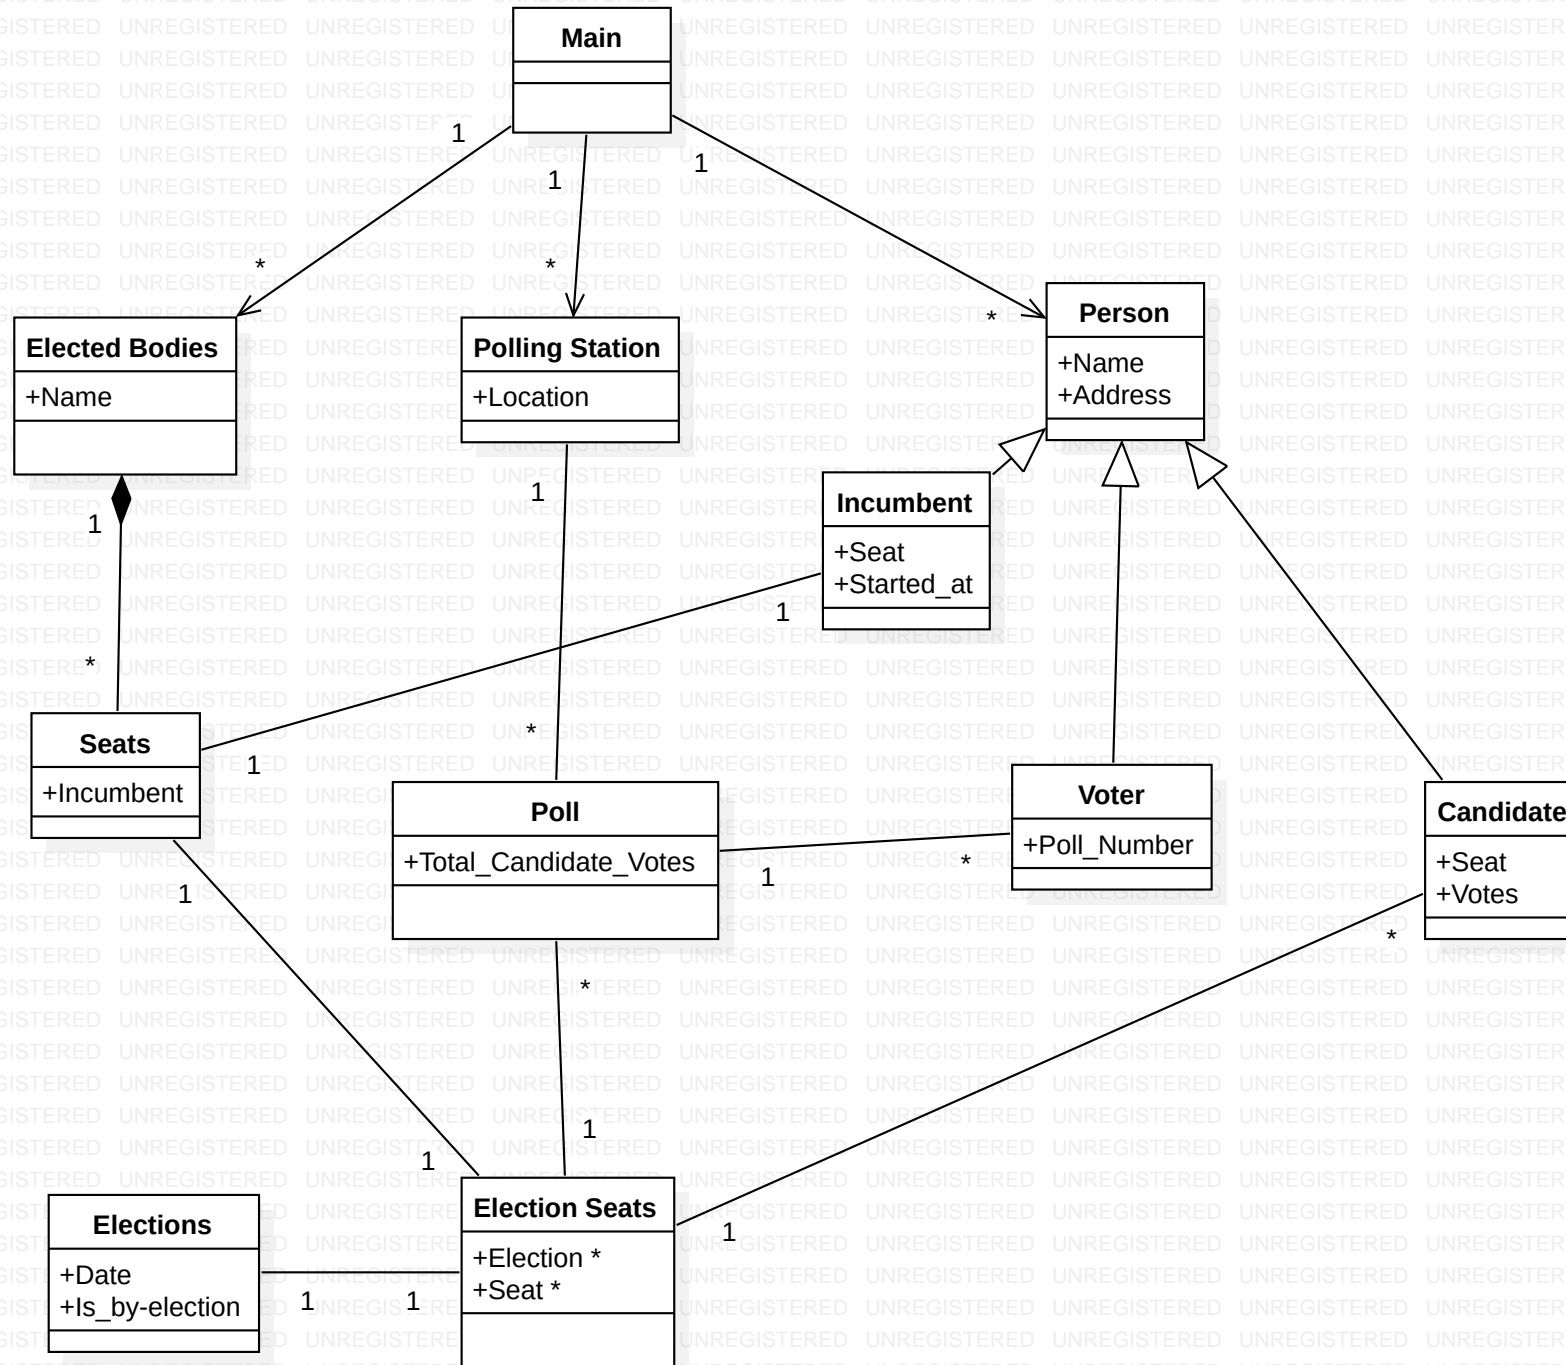 Main
1
1
1
*
*
*
Elected Bodies
+Name
Polling Station
+Location
Person
+Name
+Address
1
*
1
*
Incumbent
+Seat
+Started_at
1
1
Seats
+Incumbent
Poll
+Total_Candidate_Votes
Voter
+Poll_Number
Candidate
+Seat
+Votes
1
*
1
*
*
1
1
1
Elections
+Date
+Is_by-election
1
1
Election Seats
+Election *
+Seat *
UNREGISTERED